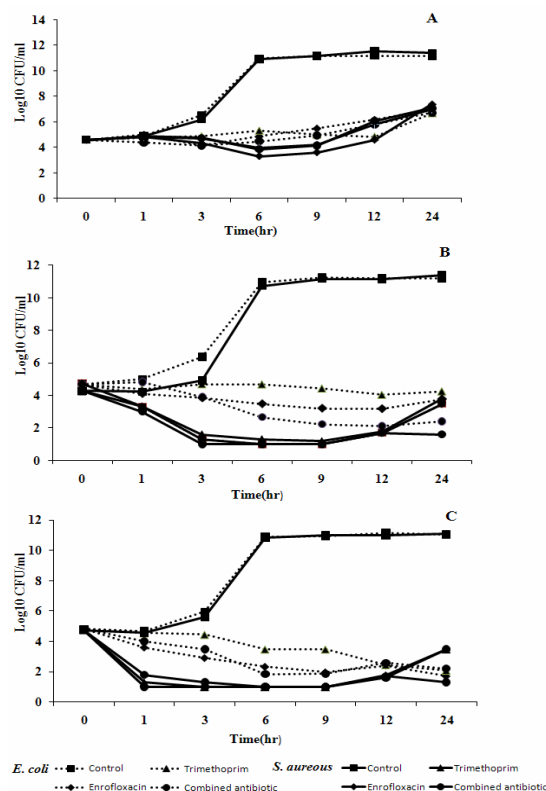 A
Log10 CFU/ml
14
12
10
8
6
4
2
0
0 1 3 6 9 12 24
Time(hr)
B
Log10 CFU/ml
12
10
8
6
4
2
0
0 1 3 6 9 12 24
Time(hr)
C
Log10 CFU/ml
12
10
8
6
4
2
0
0 1 3 6 9 12 24
Time(hr)
E. coli Control Trimethoprim S. aureous Control Trimethoprim
Enrofloxacin Combined antibiotic Enrofloxacin Combined antibiotic